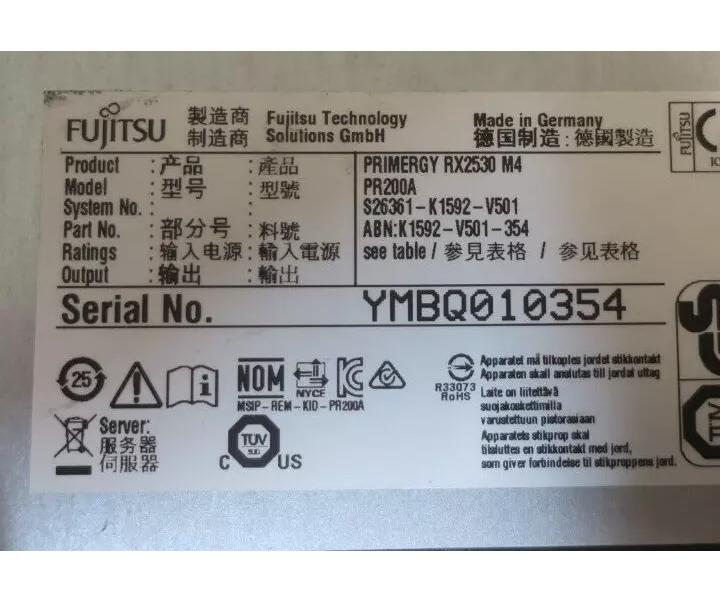 FUJITSU 製造商 Fujitsu Technology Made in Germany
制造商 Solutions GmbH 德国制造 : 德國製造
FUJITSU
Product : 产品 : 產品 PRIMERGY RX2530 M4
Model : 型号 : 型號 PR200A
System No. : : S26361-K1592-V501
Part No. : 部分号 : 料號 ABN:K1592-V501-354
Ratings : 输入电源 : 輸入電源 see table / 參見表格 / 参见表格
Output : 输出 : 輸出
Serial No. YMBQ010354
25 NOM NYCE
MSIP-REM-KID-PR200A
R33073
RoHS
Apparatet må tilkoples jordet stikkontakt
Apparaten skall anslutas till jordat uttag
Laite on liitettävä
suojakoskettimilla
varustettuun pistorasiaan
Apparatets stikprop skal
tilsluttes en stikkontakt med jord,
som giver forbindelse til stikproppens jord.
Server:
服务器
伺服器
C TÜV SUD US
TÜV